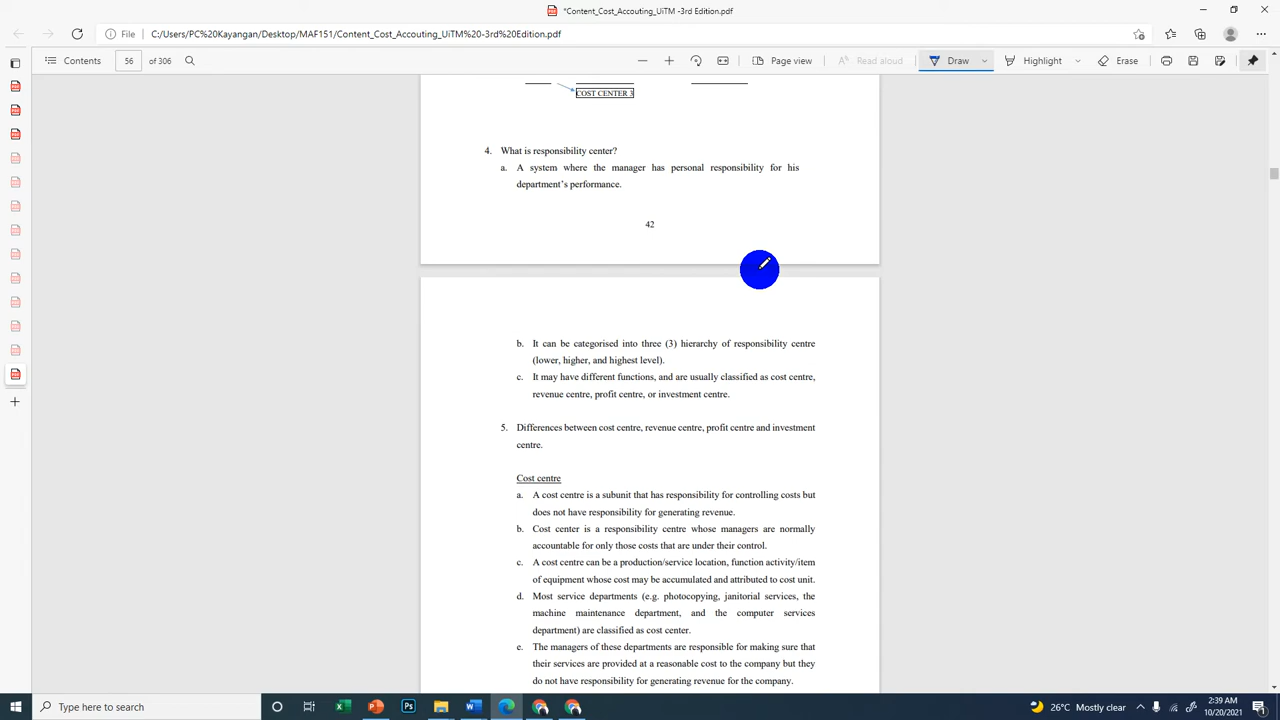 *Content_Cost_Accouting_UiTM -3rd Edition.pdf
File
C:/Users/PC%20Kayangan/Desktop/MAF151/Content_Cost_Accouting_UiTM%20-3rd%20Edition.pdf
Contents
56
of 306
Page view
Read aloud
Draw
Highlight
Erase
COST CENTER 3
4. What is responsibility center?
a. A system where the manager has personal responsibility for his
department's performance.
42
b. It can be categorised into three (3) hierarchy of responsibility centre
(lower, higher, and highest level).
c. It may have different functions, and are usually classified as cost centre,
revenue centre, profit centre, or investment centre.
5. Differences between cost centre, revenue centre, profit centre and investment
centre.
Cost centre
a. A cost centre is a subunit that has responsibility for controlling costs but
does not have responsibility for generating revenue.
b. Cost center is a responsibility centre whose managers are normally
accountable for only those costs that are under their control.
c. A cost centre can be a production/service location, function activity/item
of equipment whose cost may be accumulated and attributed to cost unit.
d. Most service departments (e.g. photocopying, janitorial services, the
machine maintenance department, and the computer services
department) are classified as cost center.
e. The managers of these departments are responsible for making sure that
their services are provided at a reasonable cost to the company but they
do not have responsibility for generating revenue for the company.
Type here to search
26°C Mostly clear
2:39 AM
10/20/2021